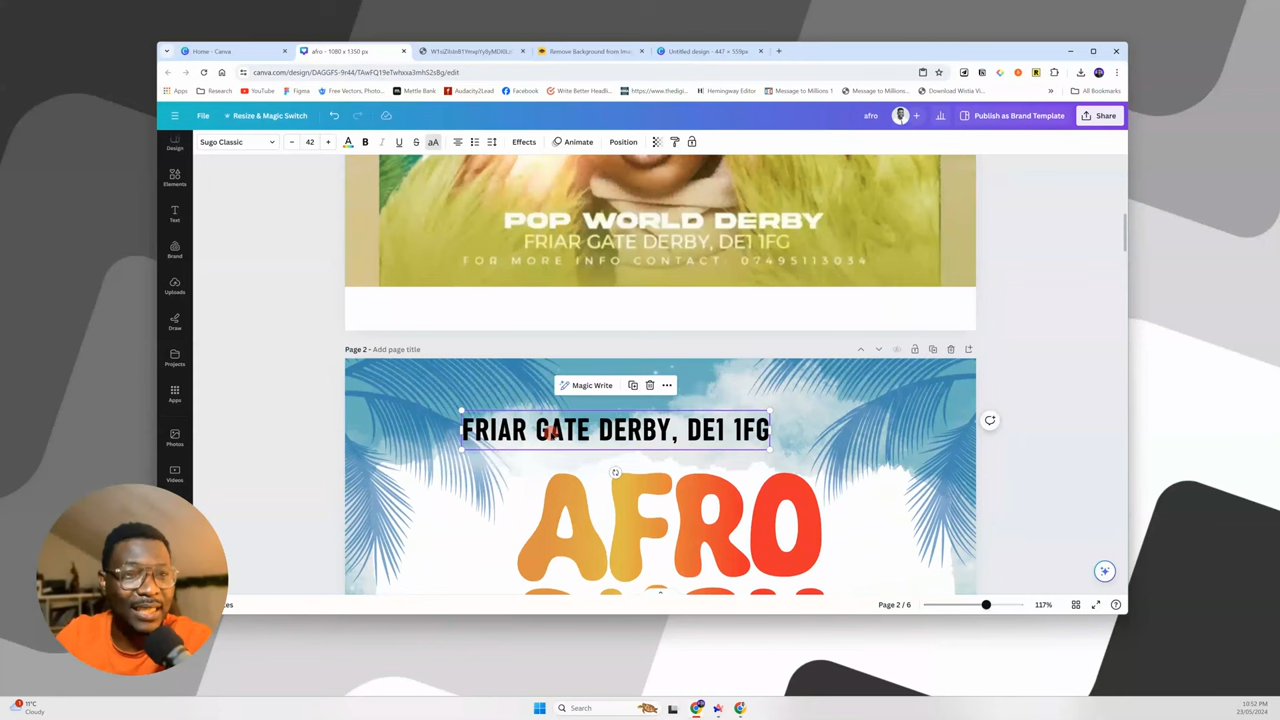 Home - Canva
afro - 1080 x 1350 px
Remove Background from Ima
Untitled design - 447 × 559px
canva.com/design/DAGGFS-9r44/TAwFQ19eTwhxxa3mhS2sBg/edit
Apps
Research
YouTube
Figma
Free Vectors, Photo...
Mettle Bank
Audacity2Lead
Facebook
Write Better Headli...
https://www.thedigi...
Hemingway Editor
Message to Millions 1
Message to Millions...
Download Wistia Vi...
All Bookmarks
File
Resize & Magic Switch
afro
Publish as Brand Template
Share
Design
Sugo Classic
42
A
B
I
U
S
aA
Effects
Animate
Position
Elements
Text
Brand
Uploads
Draw
Projects
Apps
Photos
Videos
POP WORLD DERBY
FRIAR GATE DERBY, DE1 1FG
FOR MORE INFO CONTACT 07495113034
Page 2 - Add page title
Magic Write
FRIAR GATE DERBY, DE1 1FG
AFRO
Page 2 / 6
117%
11°C
Cloudy
Search
10:52 PM
23/05/2024